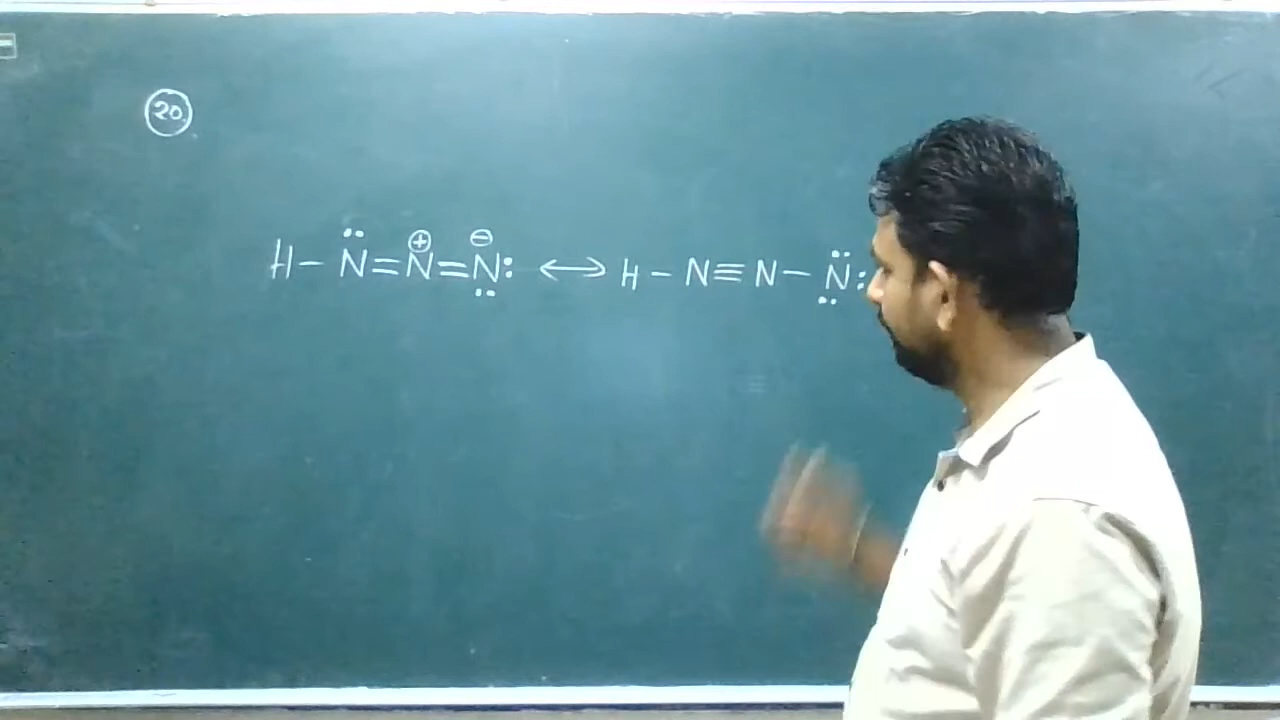 20.
H – N̈ = N⊕ = N̤̈:⊖ ⟷ H – N ≡ N – N̤̈: